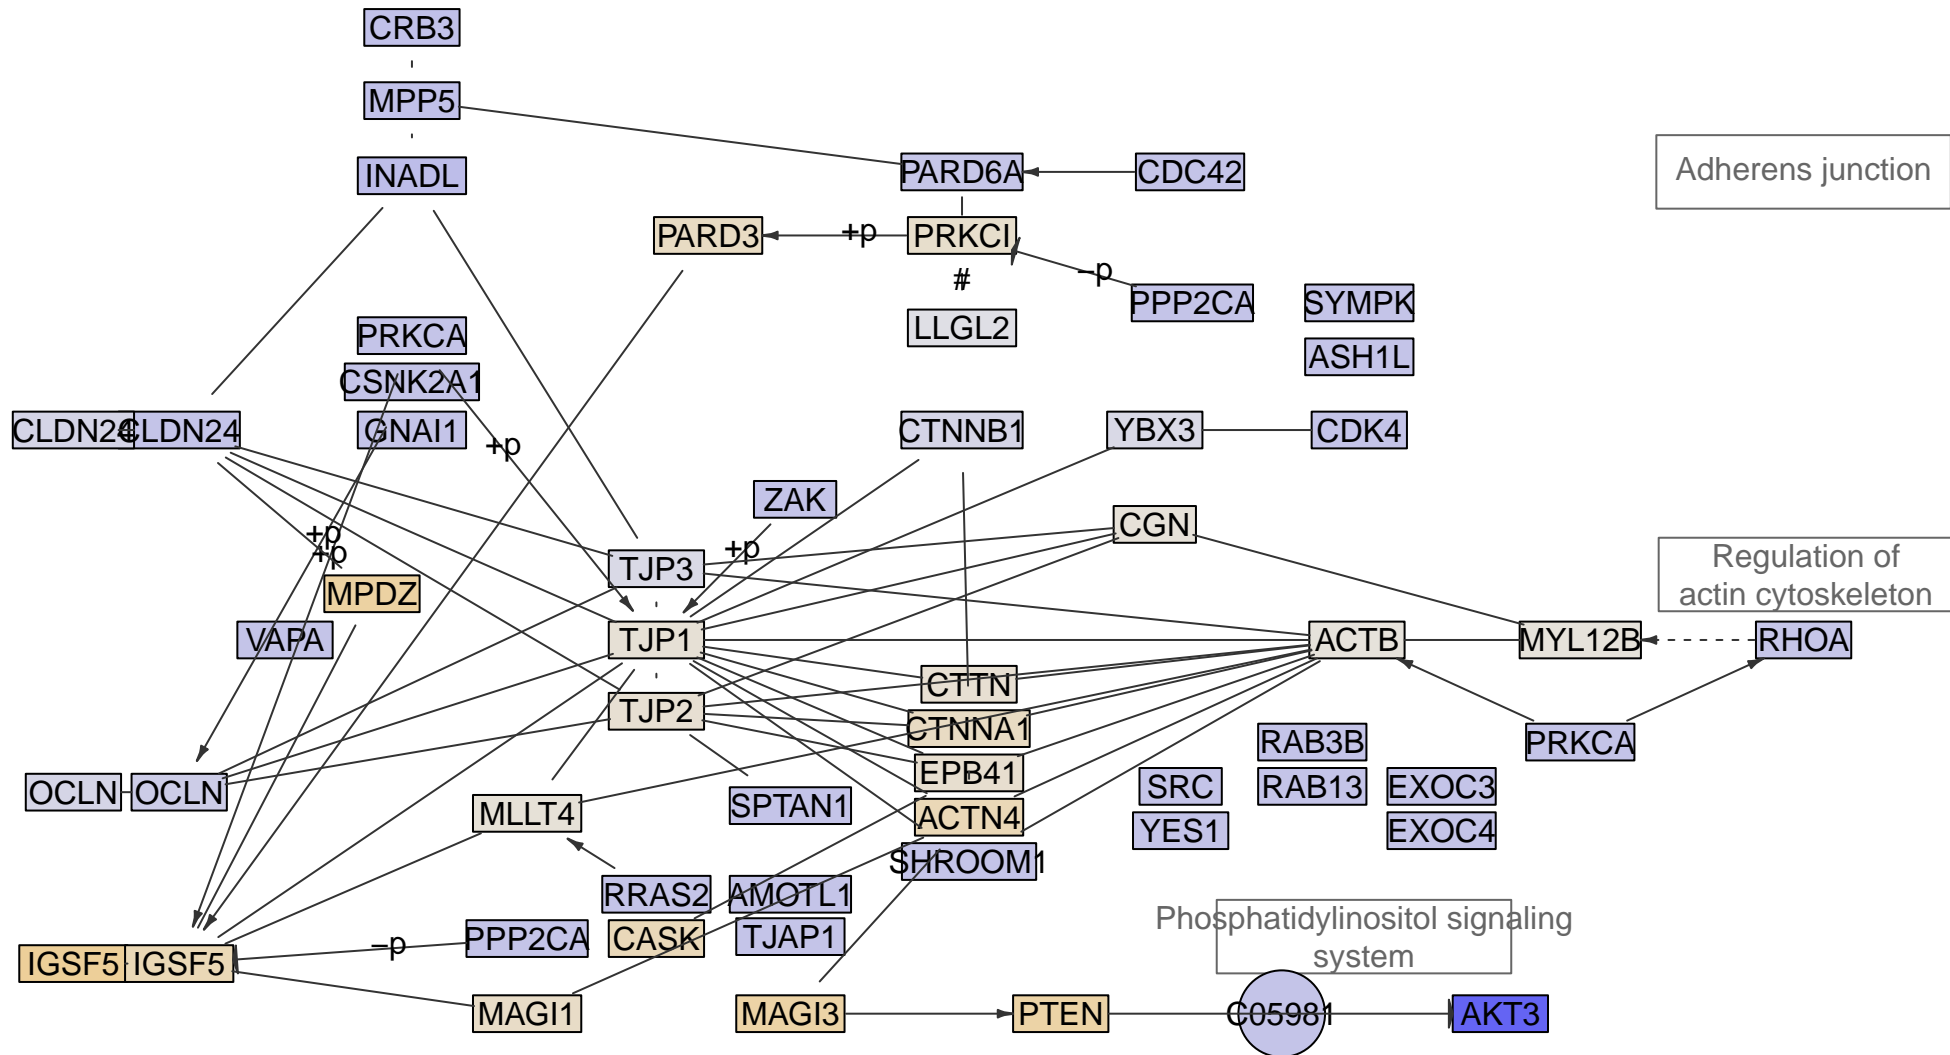 CRB3
MPP5
INADL
PARD6A
CDC42
Adherens junction
PARD3
+p
PRKCI
–p
#
PPP2CA
SYMPK
LLGL2
PRKCA
ASH1L
CSNK2A1
CLDN24
CLDN24
GNAI1
+p
CTNNB1
YBX3
CDK4
ZAK
+p
+p
+p
CGN
TJP3
MPDZ
Regulation of
actin cytoskeleton
VAPA
TJP1
ACTB
MYL12B
RHOA
CTTN
TJP2
CTNNA1
RAB3B
PRKCA
EPB41
OCLN
OCLN
SRC
RAB13
EXOC3
MLLT4
SPTAN1
ACTN4
YES1
EXOC4
SHROOM1
RRAS2
AMOTL1
Phosphatidylinositol signaling
system
PPP2CA
–p
CASK
TJAP1
IGSF5
IGSF5
MAGI1
MAGI3
PTEN
C05981
AKT3